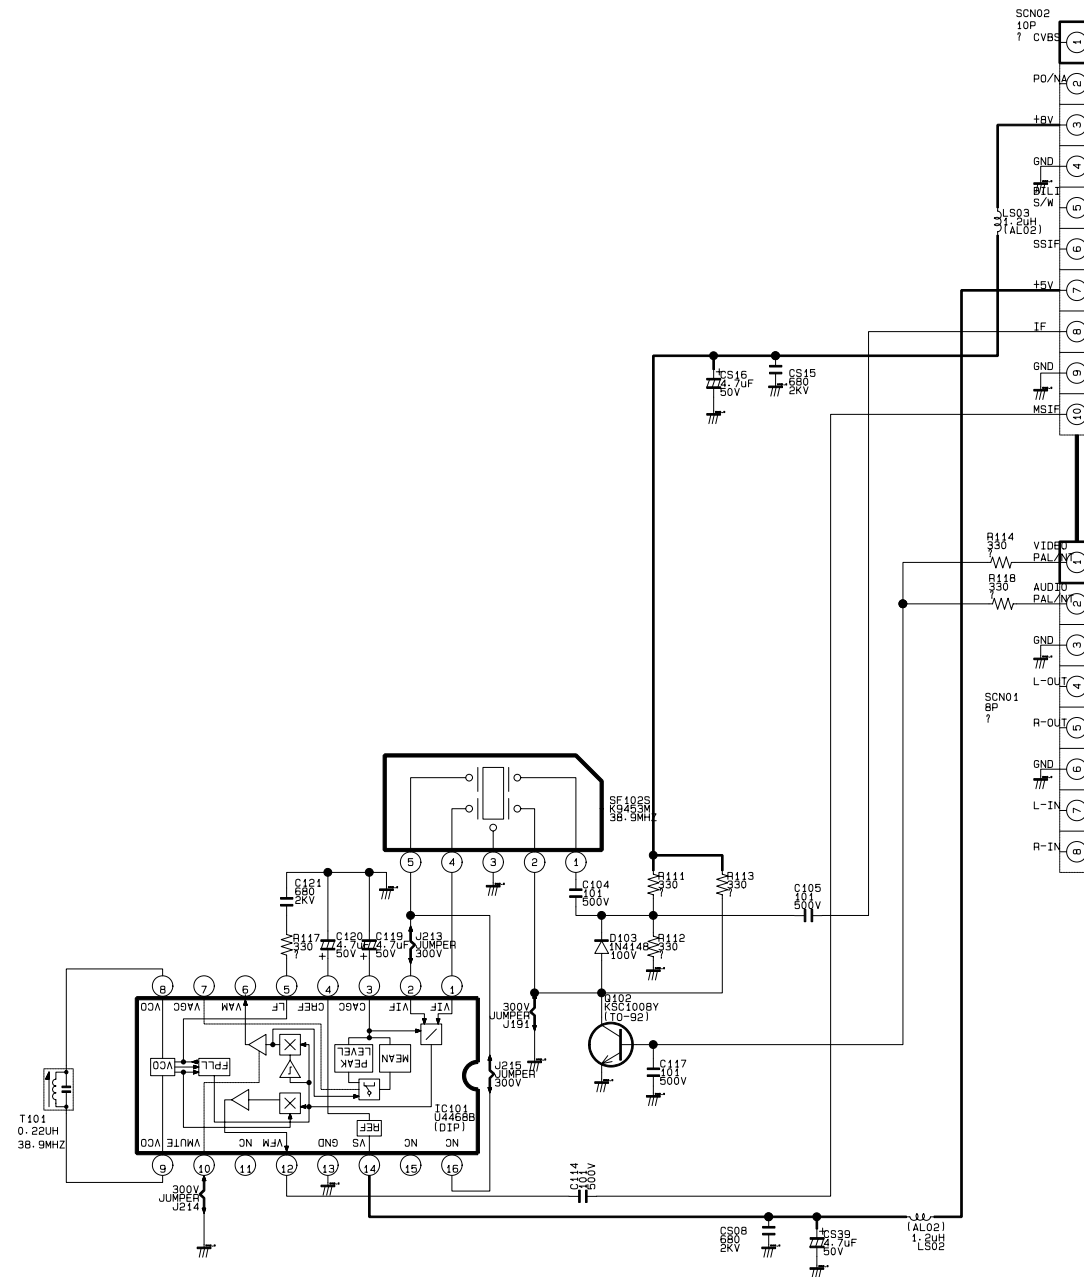 SCN02
10P
?
CVBS
1
PO/NA
2
+8V
3
GND
4
BILI
S/W
5
LS03
1.2uH
(AL02)
SSIF
6
+5V
7
IF
8
GND
9
MSIF
10
CS16
4.7uF
50V
CS15
680
2KV
R114
330
?
VIDEO
PAL/NT
1
R118
330
?
AUDIO
PAL/NT
2
GND
3
L-OUT
4
SCN01
8P
?
R-OUT
5
GND
6
L-IN
7
R-IN
8
SF102S
K9453M
38.9MHZ
5 4 3 2 1
C104
101
500V
R111
330
?
R113
330
?
C105
101
500V
C121
680
2KV
R117
330
?
C120
4.7uF
50V
C119
4.7uF
50V
J213
JUMPER
300V
D103
1N4148
100V
R112
330
?
8 7 6 5 4 3 2 1
VCO VAGC VAM LF CREF CAGC VIF VIF
300V
JUMPER
J191
Q102
KSC1008Y
(TO-92)
VCO
FPLL
PEAK
LEVEL
MEAN
REF
J215
JUMPER
300V
C117
101
500V
IC101
U4468B
(DIP)
T101
0.22UH
38.9MHZ
VCO VMUTE NC VFM GND VS NC NC
9 10 11 12 13 14 15 16
300V
JUMPER
J214
C114
101
500V
CS08
680
2KV
CS39
4.7uF
50V
(AL02)
1.2uH
LS02